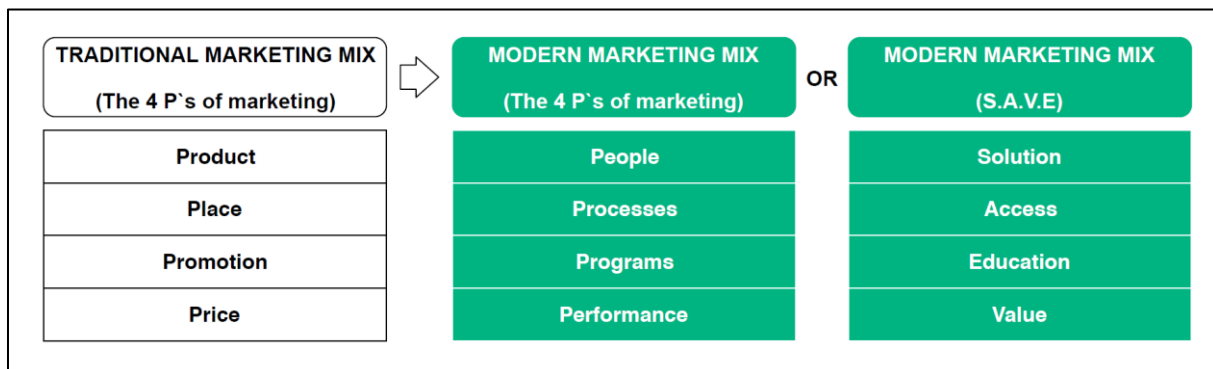 TRADITIONAL MARKETING MIX
(The 4 P`s of marketing)
Product
Place
Promotion
Price
MODERN MARKETING MIX
(The 4 P`s of marketing)
People
Processes
Programs
Performance
OR
MODERN MARKETING MIX
(S.A.V.E)
Solution
Access
Education
Value